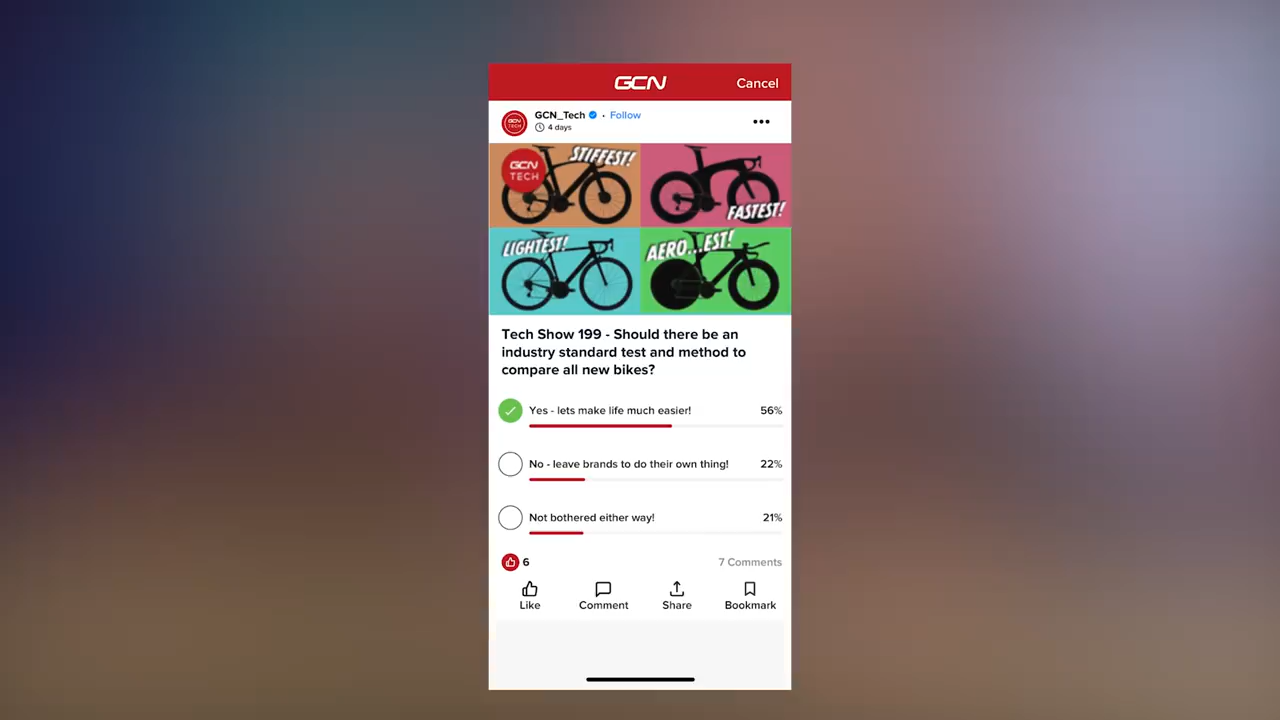 GCN
Cancel
GCN_Tech · Follow
4 days
GCN
TECH
STIFFEST!
FASTEST!
LIGHTEST!
AERO...EST!
Tech Show 199 - Should there be an
industry standard test and method to
compare all new bikes?
Yes - lets make life much easier! 56%
No - leave brands to do their own thing! 22%
Not bothered either way! 21%
6
7 Comments
Like
Comment
Share
Bookmark